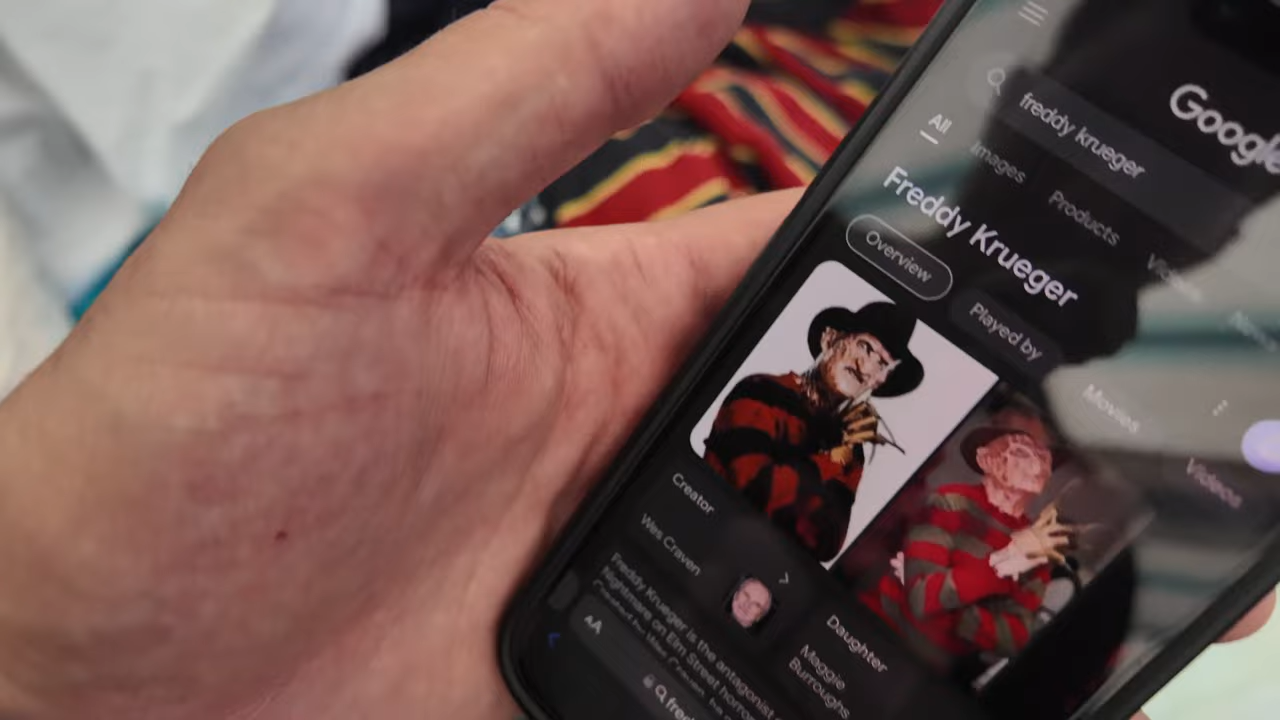 Google
freddy krueger
All
Images
Products
Videos
Freddy Krueger
Overview
Played by
Movies
Videos
Creator
Wes Craven
Daughter
Maggie
Burroughs
Freddy Krueger is the antagonist
Nightmare on Elm Street horror
AA